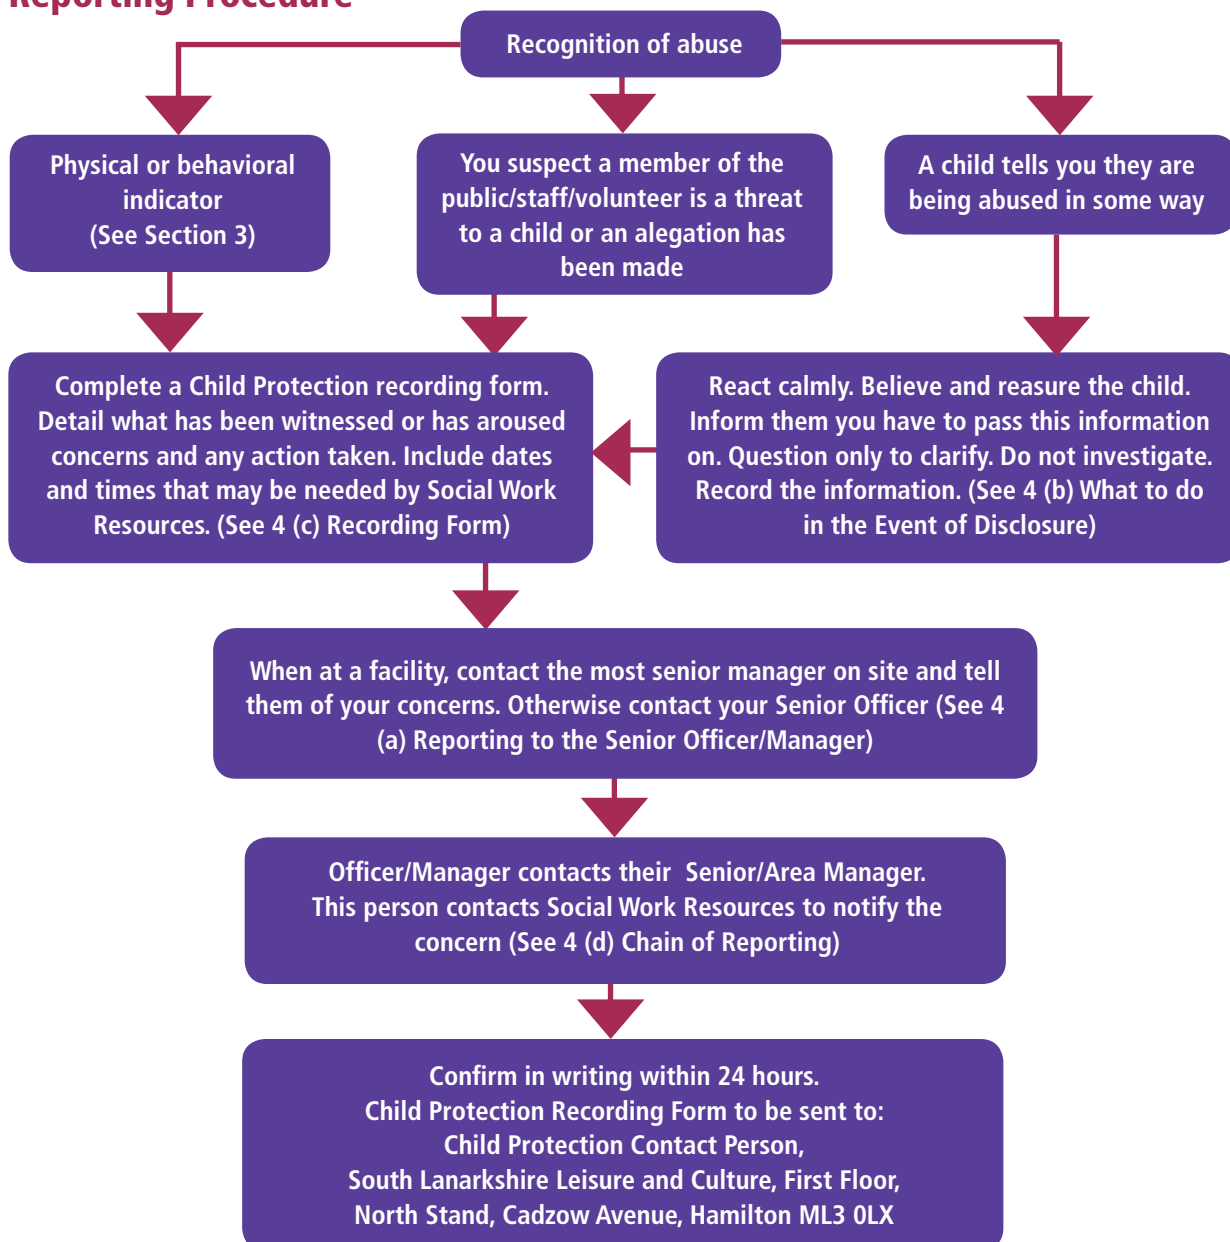 Reporting Procedure
Recognition of abuse
Physical or behavioral
indicator
(See Section 3)
You suspect a member of the
public/staff/volunteer is a threat
to a child or an alegation has
been made
A child tells you they are
being abused in some way
Complete a Child Protection recording form.
Detail what has been witnessed or has aroused
concerns and any action taken. Include dates
and times that may be needed by Social Work
Resources. (See 4 (c) Recording Form)
React calmly. Believe and reasure the child.
Inform them you have to pass this information
on. Question only to clarify. Do not investigate.
Record the information. (See 4 (b) What to do
in the Event of Disclosure)
When at a facility, contact the most senior manager on site and tell
them of your concerns. Otherwise contact your Senior Officer (See 4
(a) Reporting to the Senior Officer/Manager)
Officer/Manager contacts their Senior/Area Manager.
This person contacts Social Work Resources to notify the
concern (See 4 (d) Chain of Reporting)
Confirm in writing within 24 hours.
Child Protection Recording Form to be sent to:
Child Protection Contact Person,
South Lanarkshire Leisure and Culture, First Floor,
North Stand, Cadzow Avenue, Hamilton ML3 0LX